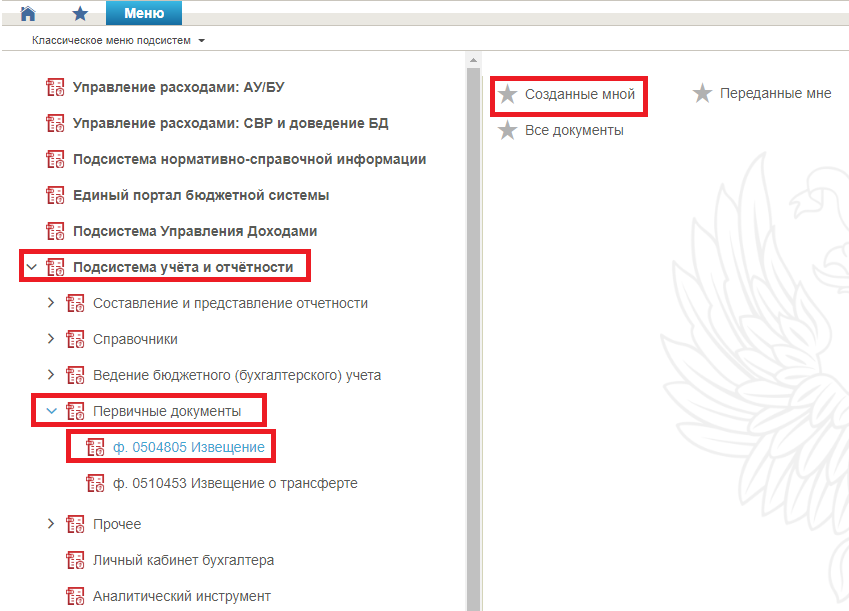 Меню
Классическое меню подсистем
Управление расходами: АУ/БУ
Управление расходами: СВР и доведение БД
Подсистема нормативно-справочной информации
Единый портал бюджетной системы
Подсистема Управления Доходами
Подсистема учёта и отчётности
Составление и представление отчетности
Справочники
Ведение бюджетного (бухгалтерского) учета
Первичные документы
ф. 0504805 Извещение
ф. 0510453 Извещение о трансферте
Прочее
Личный кабинет бухгалтера
Аналитический инструмент
Созданные мной
Переданные мне
Все документы